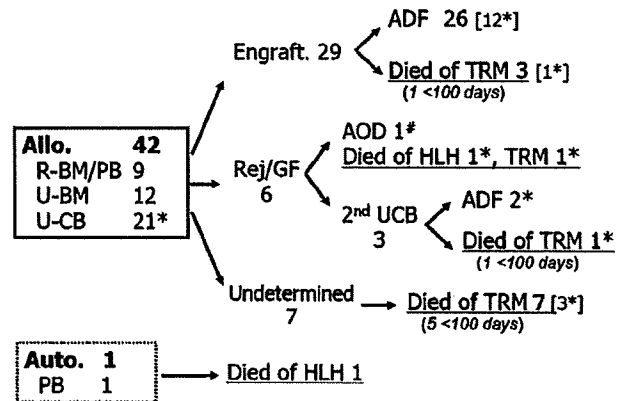 ADF 26 [12*]
Engraft. 29
Died of TRM 3 [1*]
(1 <100 days)
Allo. 42
R-BM/PB 9
U-BM 12
U-CB 21*
Rej/GF
6
AOD 1#
Died of HLH 1*, TRM 1*
2nd UCB
3
ADF 2*
Died of TRM 1*
(1 <100 days)
Undetermined
7
Died of TRM 7 [3*]
(5 <100 days)
Auto. 1
PB 1
Died of HLH 1